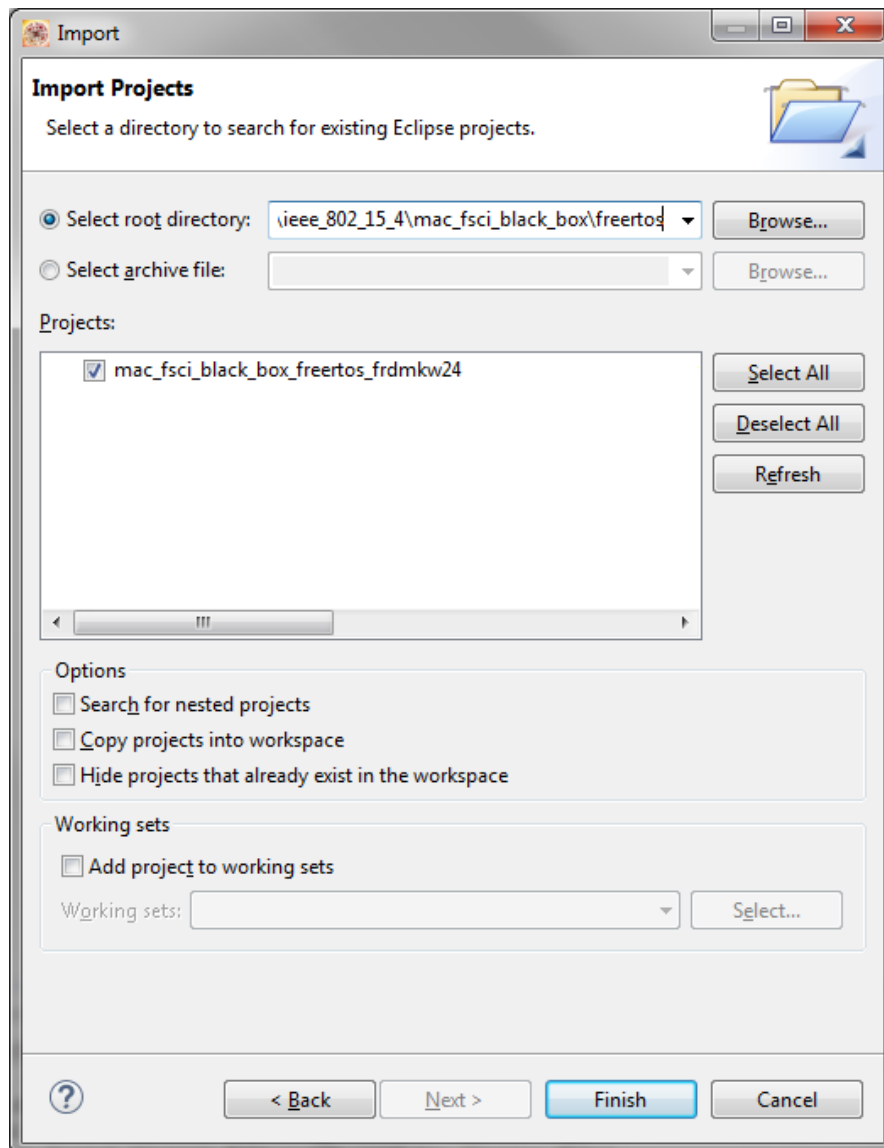 Import
Import Projects
Select a directory to search for existing Eclipse projects.
Select root directory: \ieee_802_15_4\mac_fsci_black_box\freertos Browse...
Select archive file: Browse...
Projects:
mac_fsci_black_box_freertos_frdmkw24
Select All
Deselect All
Refresh
Options
Search for nested projects
Copy projects into workspace
Hide projects that already exist in the workspace
Working sets
Add project to working sets
Working sets: Select...
< Back Next > Finish Cancel